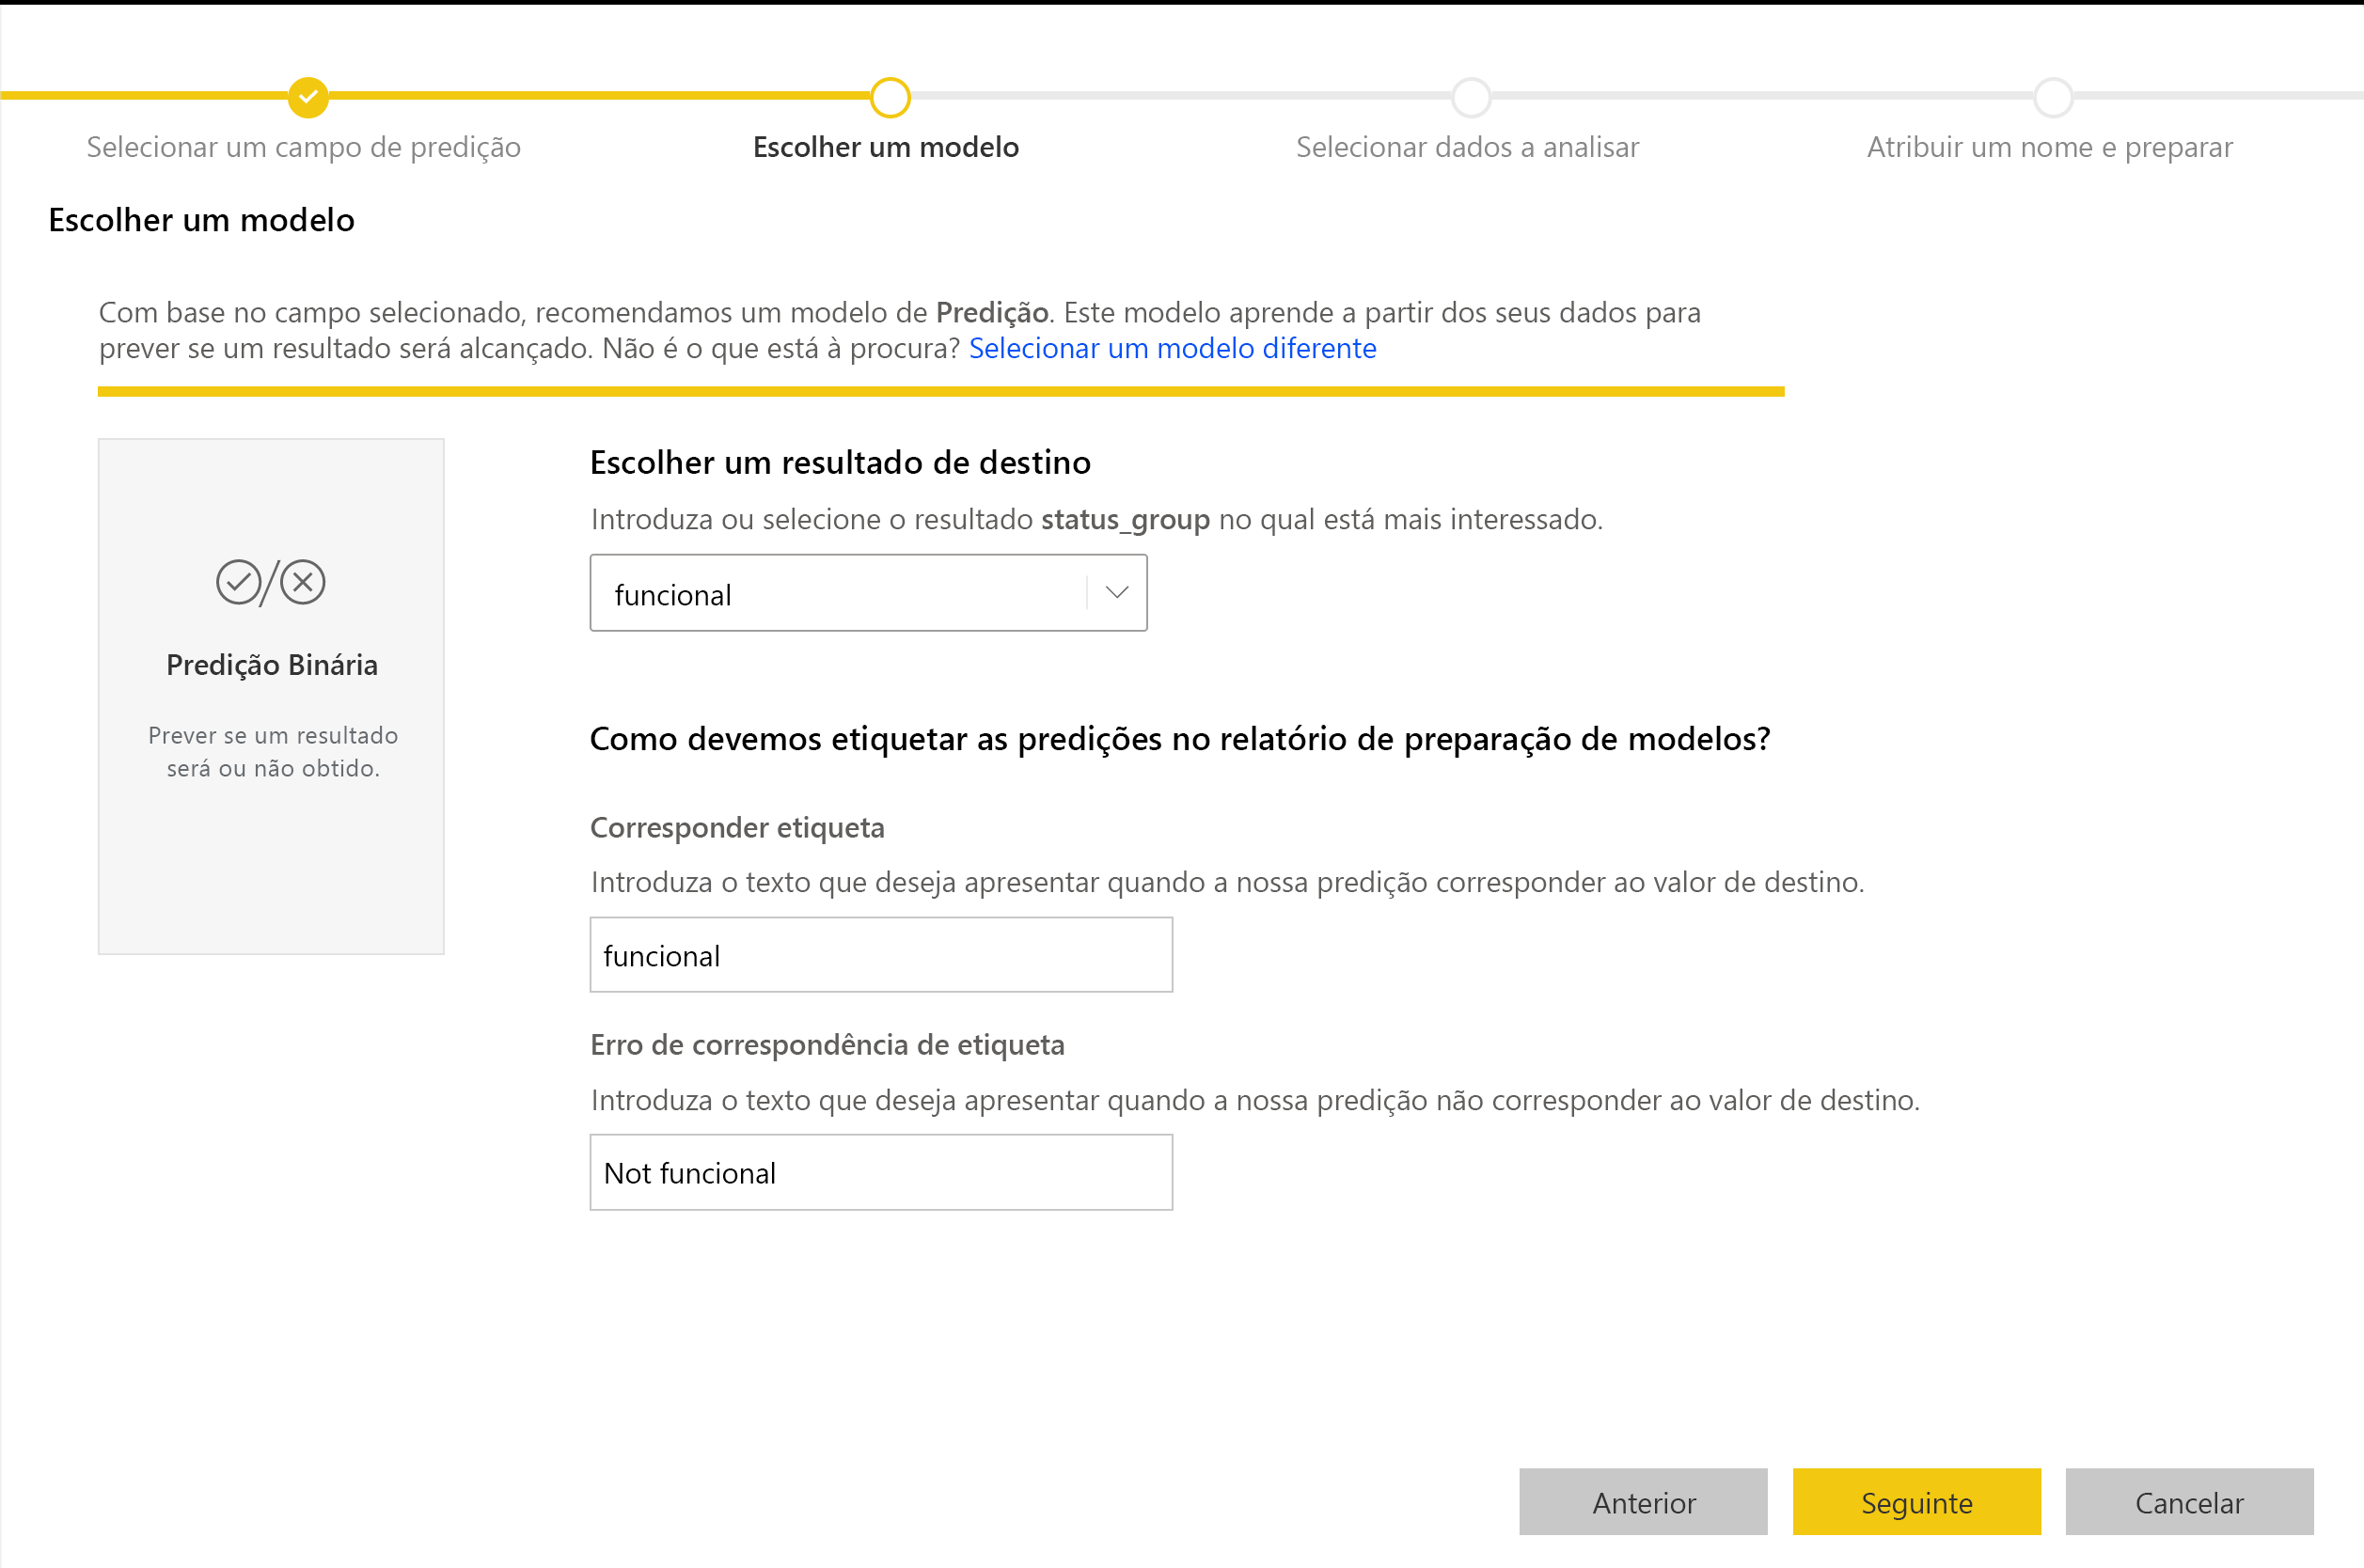 Selecionar um campo de predição
Escolher um modelo
Selecionar dados a analisar
Atribuir um nome e preparar
Escolher um modelo
Com base no campo selecionado, recomendamos um modelo de Predição. Este modelo aprende a partir dos seus dados para
prever se um resultado será alcançado. Não é o que está à procura? Selecionar um modelo diferente
Predição Binária
Prever se um resultado
será ou não obtido.
Escolher um resultado de destino
Introduza ou selecione o resultado status_group no qual está mais interessado.
funcional
Como devemos etiquetar as predições no relatório de preparação de modelos?
Corresponder etiqueta
Introduza o texto que deseja apresentar quando a nossa predição corresponder ao valor de destino.
funcional
Erro de correspondência de etiqueta
Introduza o texto que deseja apresentar quando a nossa predição não corresponder ao valor de destino.
Not funcional
Anterior
Seguinte
Cancelar